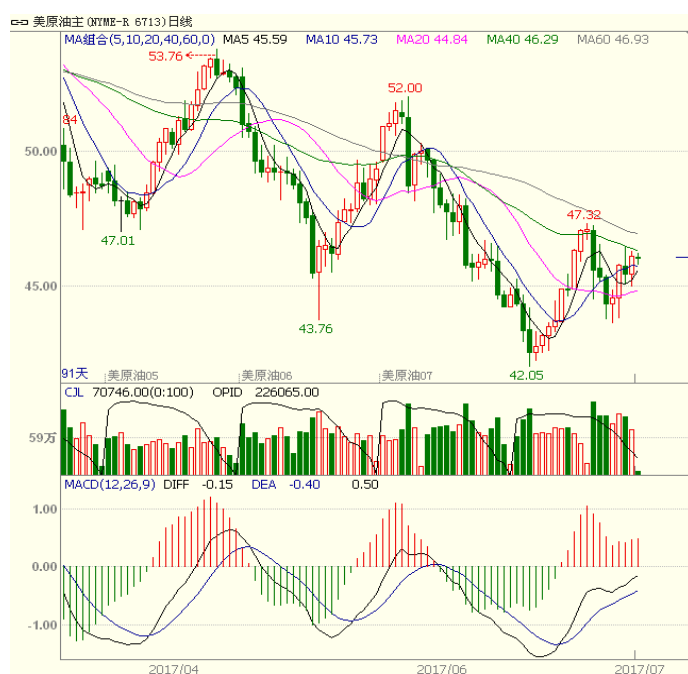 美原油主(NYME-R 6713)日线
MA组合(5,10,20,40,60,0) MA5 45.59 MA10 45.73 MA20 44.84 MA40 46.29 MA60 46.93
53.76
52.00
84
50.00
47.32
47.01
45.00
43.76
42.05
91天 美原油05 美原油06 美原油07
CJL 70746.00(0:100) OPID 226065.00
59万
MACD(12,26,9) DIFF -0.15 DEA -0.40 0.50
1.00
0.00
-1.00
2017/04 2017/06 2017/07